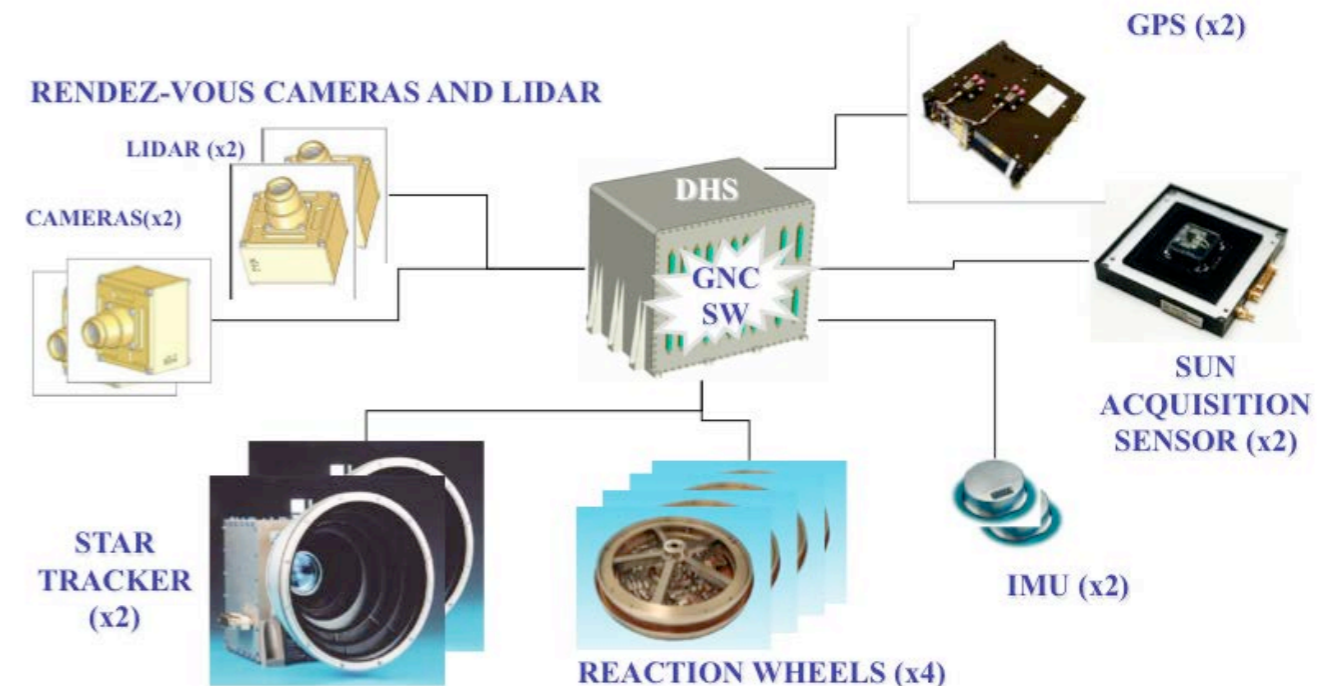 GPS (x2)
RENDEZ-VOUS CAMERAS AND LIDAR
LIDAR (x2)
CAMERAS(x2)
DHS
GNC
SW
SUN
ACQUISITION
SENSOR (x2)
STAR
TRACKER
(x2)
REACTION WHEELS (x4)
IMU (x2)